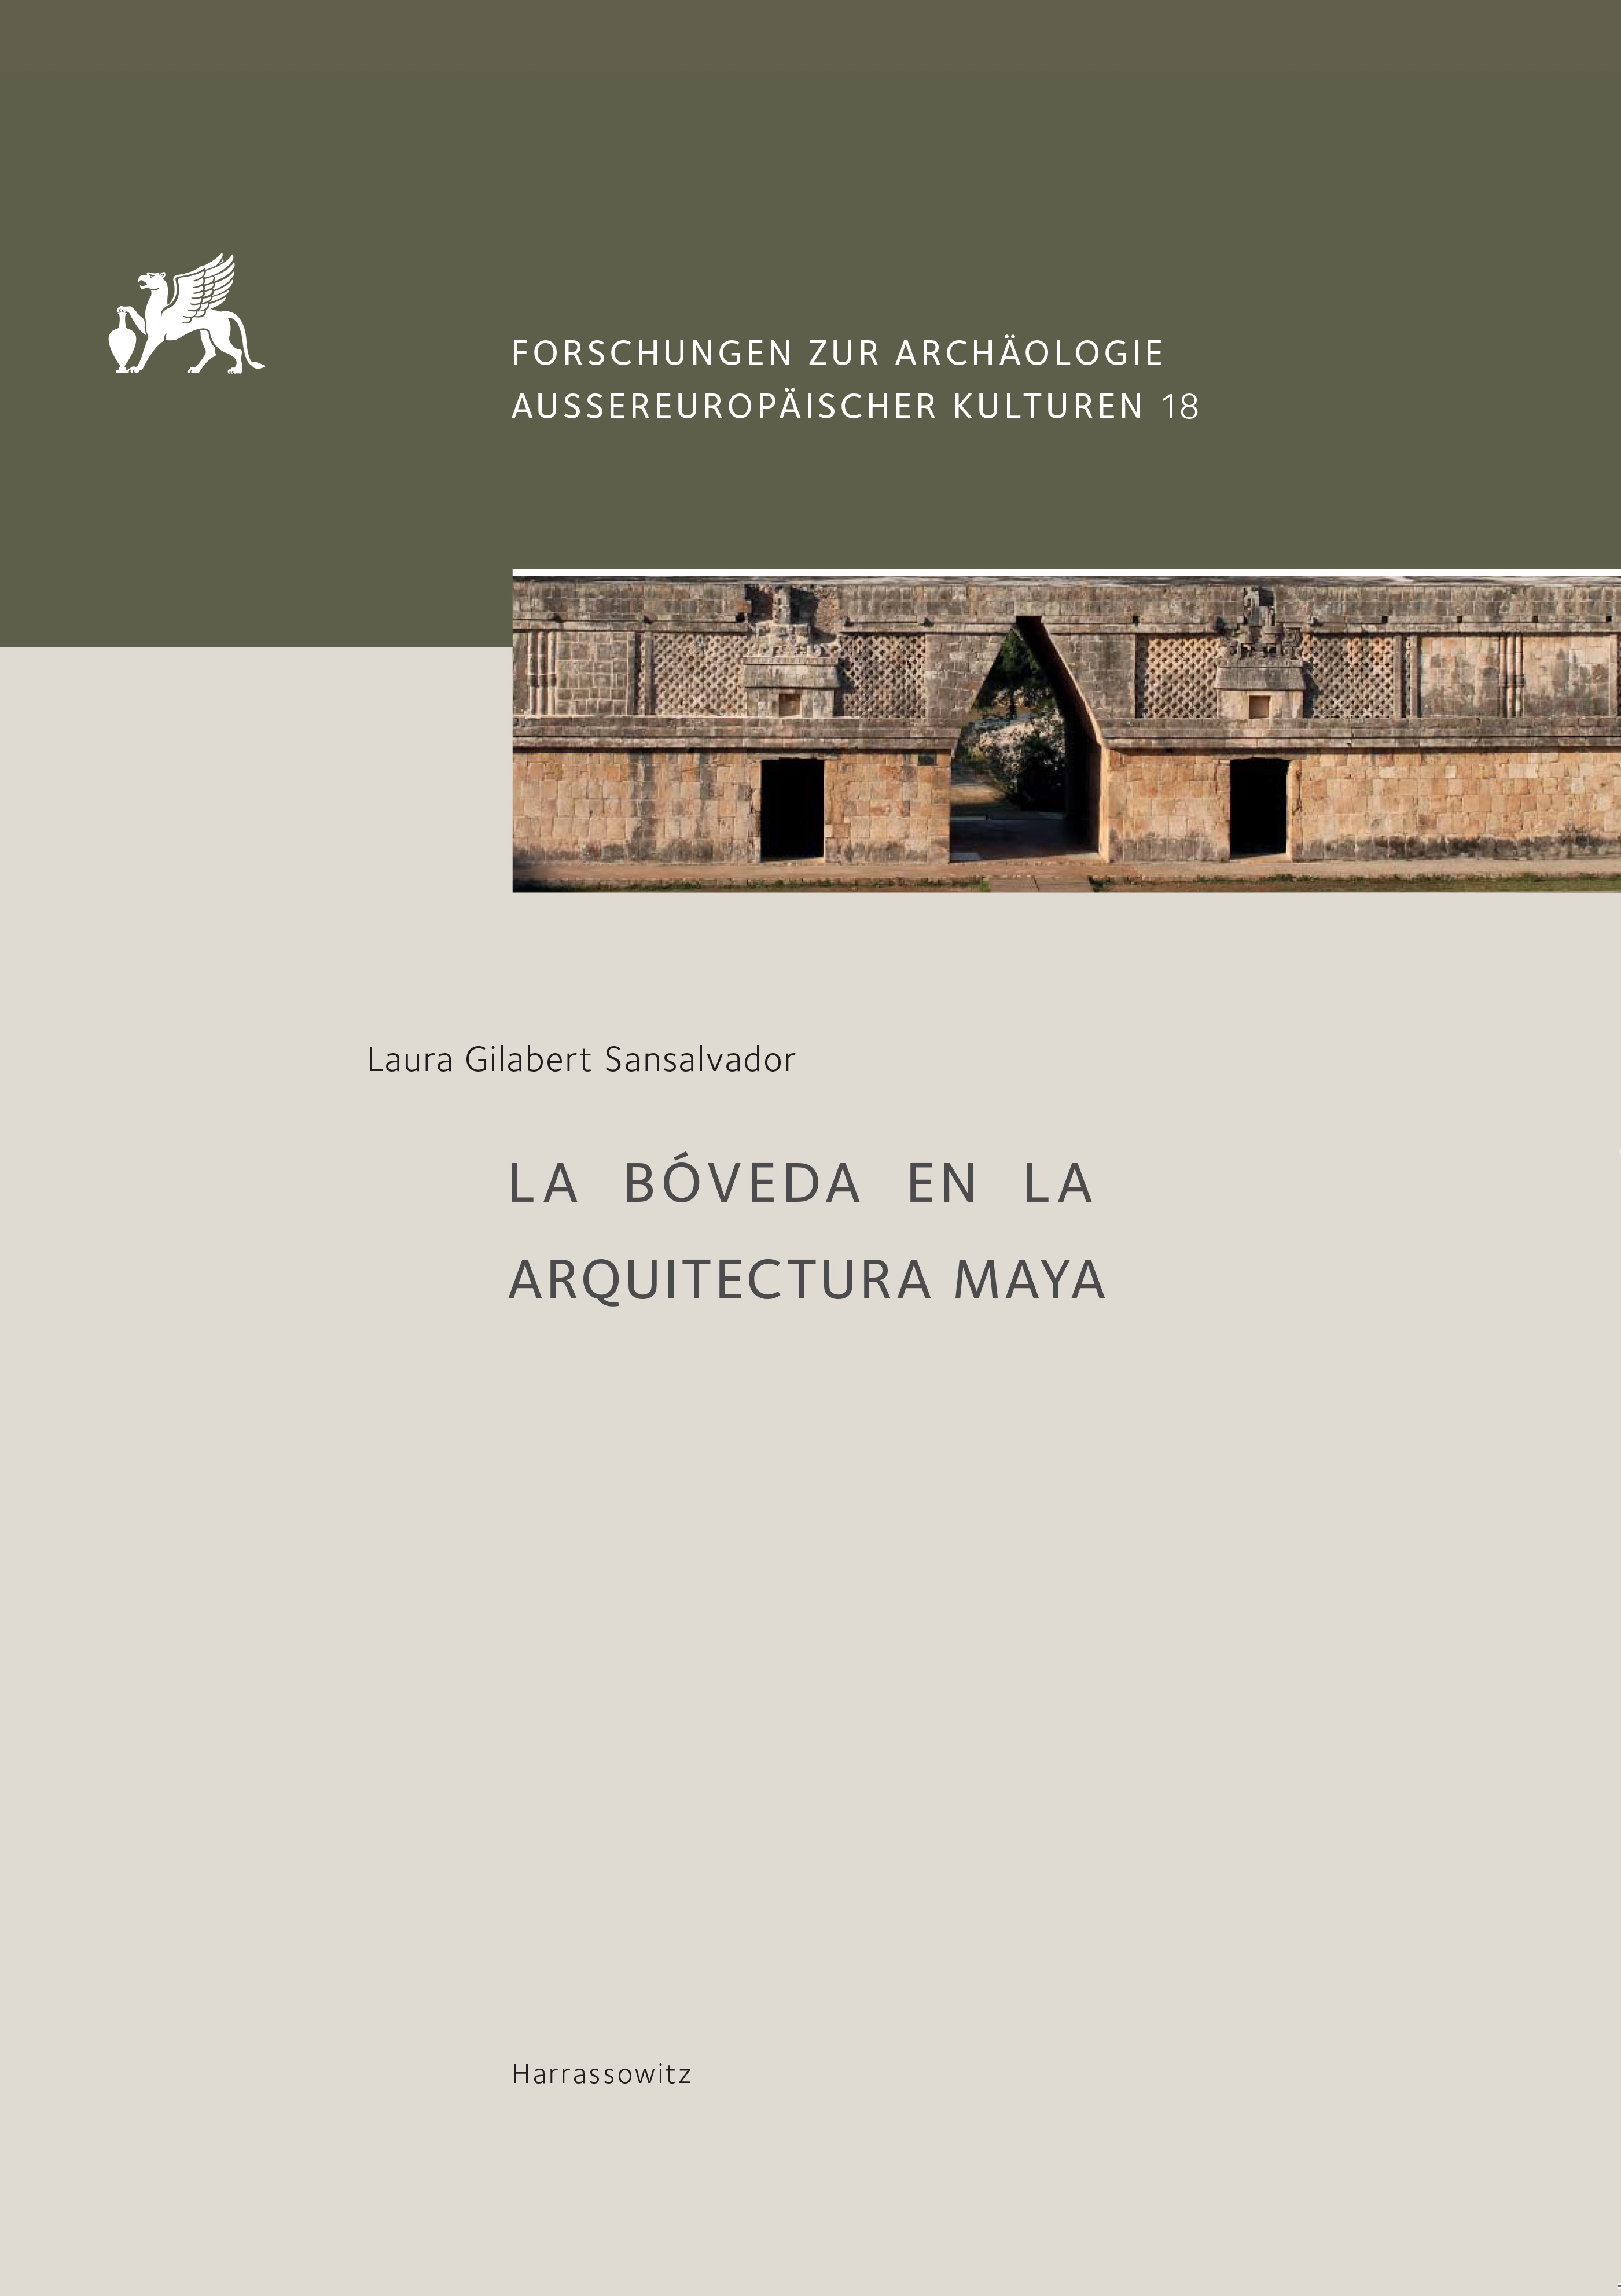 FORSCHUNGEN ZUR ARCHÄOLOGIE
AUSSEREUROPÄISCHER KULTUREN 18
Laura Gilabert Sansalvador
LA BÓVEDA EN LA
ARQUITECTURA MAYA
Harrassowitz